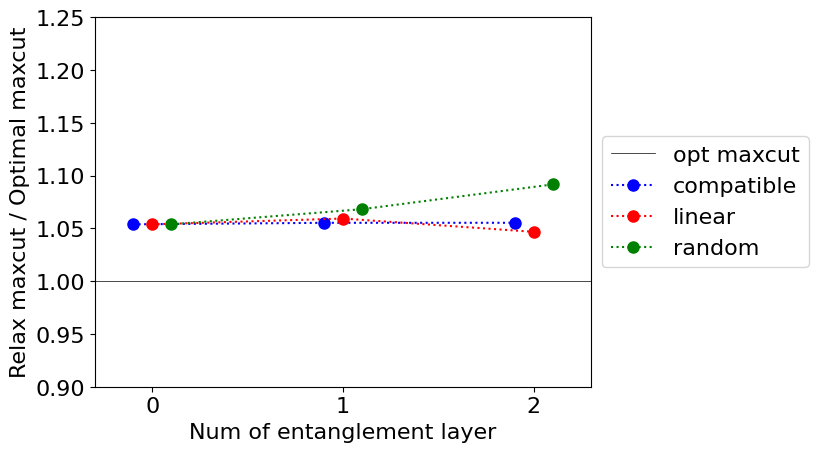 Relax maxcut / Optimal maxcut
1.25
1.20
1.15
1.10
1.05
1.00
0.95
0.90
0 1 2
Num of entanglement layer
opt maxcut
compatible
linear
random